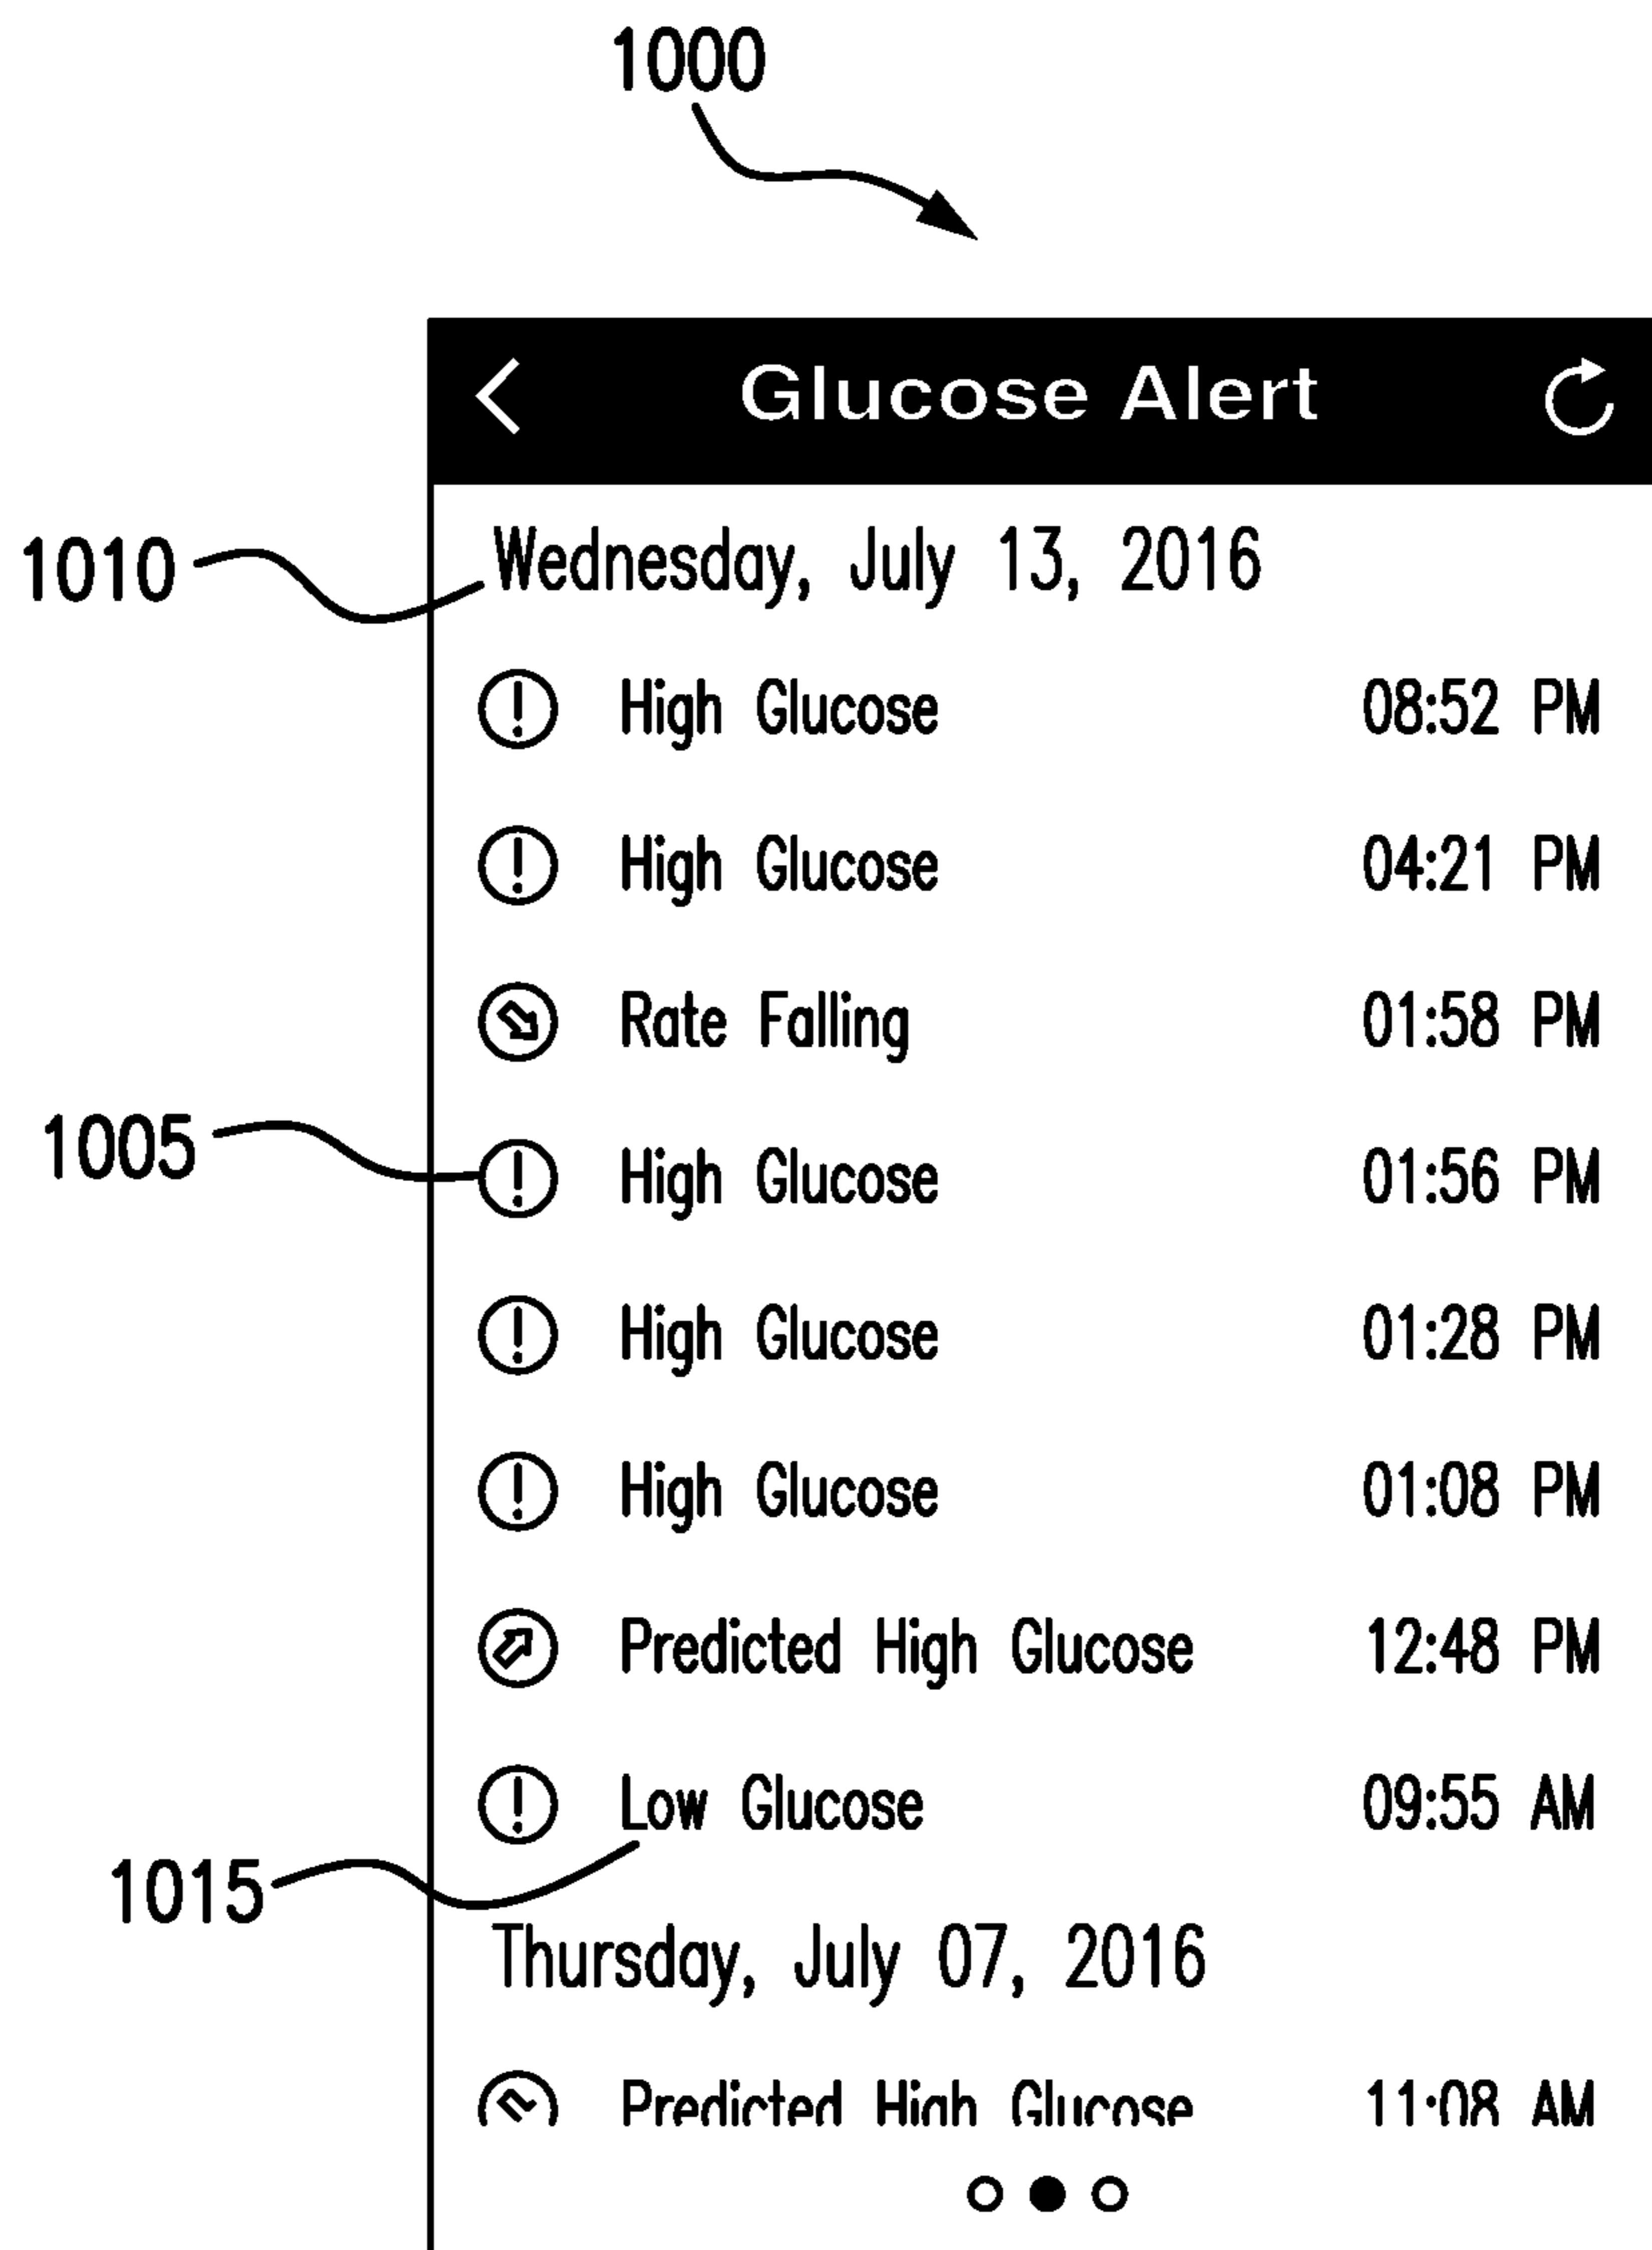 1000
Glucose Alert
1010
Wednesday, July 13, 2016
High Glucose 08:52 PM
High Glucose 04:21 PM
Rate Falling 01:58 PM
1005
High Glucose 01:56 PM
High Glucose 01:28 PM
High Glucose 01:08 PM
Predicted High Glucose 12:48 PM
Low Glucose 09:55 AM
1015
Thursday, July 07, 2016
Predicted High Glucose 11:08 AM